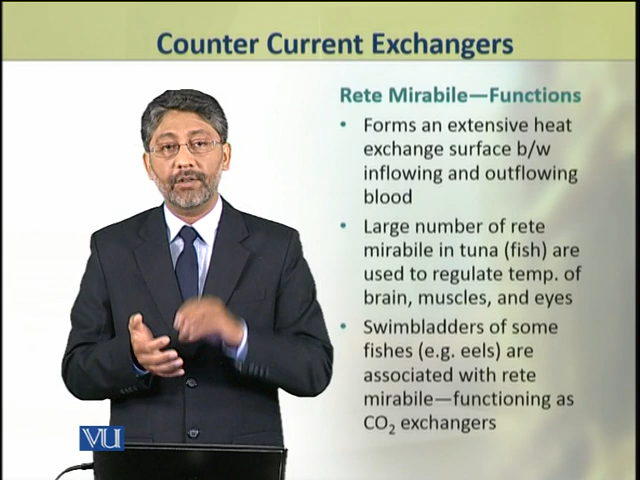 Counter Current Exchangers
Rete Mirabile—Functions
• Forms an extensive heat
exchange surface b/w
inflowing and outflowing
blood
• Large number of rete
mirabile in tuna (fish) are
used to regulate temp. of
brain, muscles, and eyes
• Swimbladders of some
fishes (e.g. eels) are
associated with rete
mirabile—functioning as
CO₂ exchangers
VU